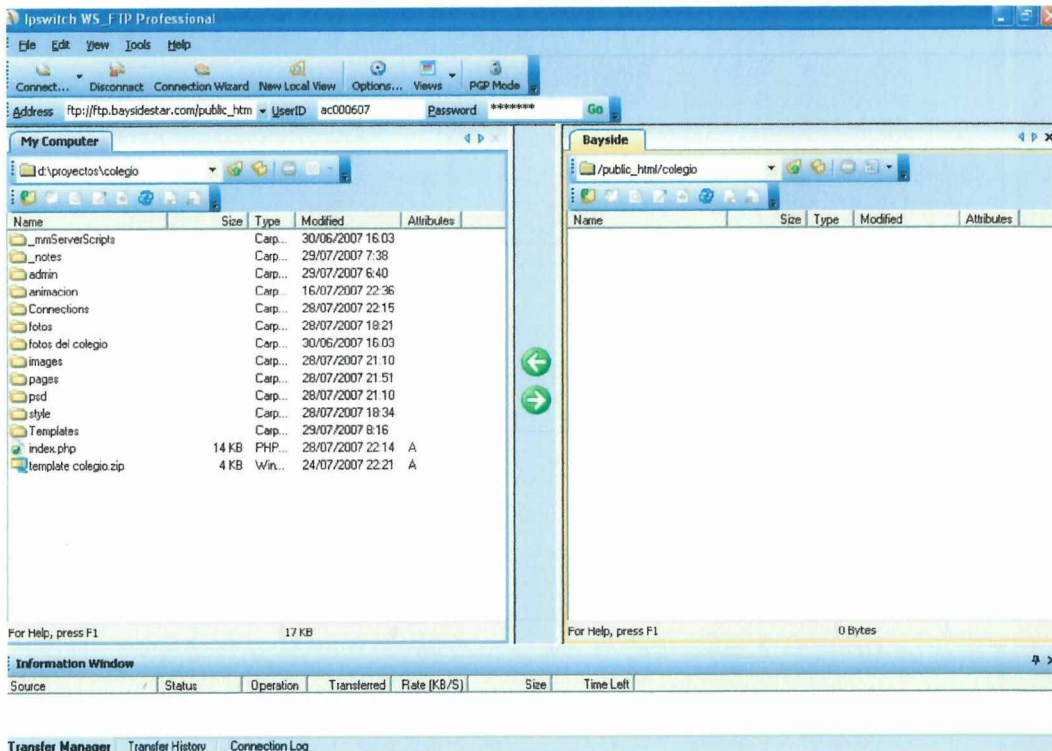 Ipswitch WS_FTP Professional
File Edit View Tools Help
Connect... Disconnect Connection Wizard New Local View Options... Views PGP Mode
Address ftp://ftp.baysidestar.com/public_htm UserID ac000607 Password ******* Go
My Computer
d:\proyectos\colegio
Name Size Type Modified Attributes
_mmServerScripts Carp... 30/06/2007 16:03
_notes Carp... 29/07/2007 7:38
admin Carp... 29/07/2007 6:40
animacion Carp... 16/07/2007 22:36
Connections Carp... 28/07/2007 22:15
fotos Carp... 28/07/2007 18:21
fotos del colegio Carp... 30/06/2007 16:03
images Carp... 28/07/2007 21:10
pages Carp... 28/07/2007 21:51
psd Carp... 28/07/2007 21:10
style Carp... 28/07/2007 18:34
Templates Carp... 29/07/2007 8:16
index.php 14 KB PHP... 28/07/2007 22:14 A
template colegio.zip 4 KB Win... 24/07/2007 22:21 A
For Help, press F1 17 KB
Bayside
/public_html/colegio
Name Size Type Modified Attributes
For Help, press F1 0 Bytes
Information Window
Source Status Operation Transferred Rate (KB/S) Size Time Left
Transfer Manager Transfer History Connection Log